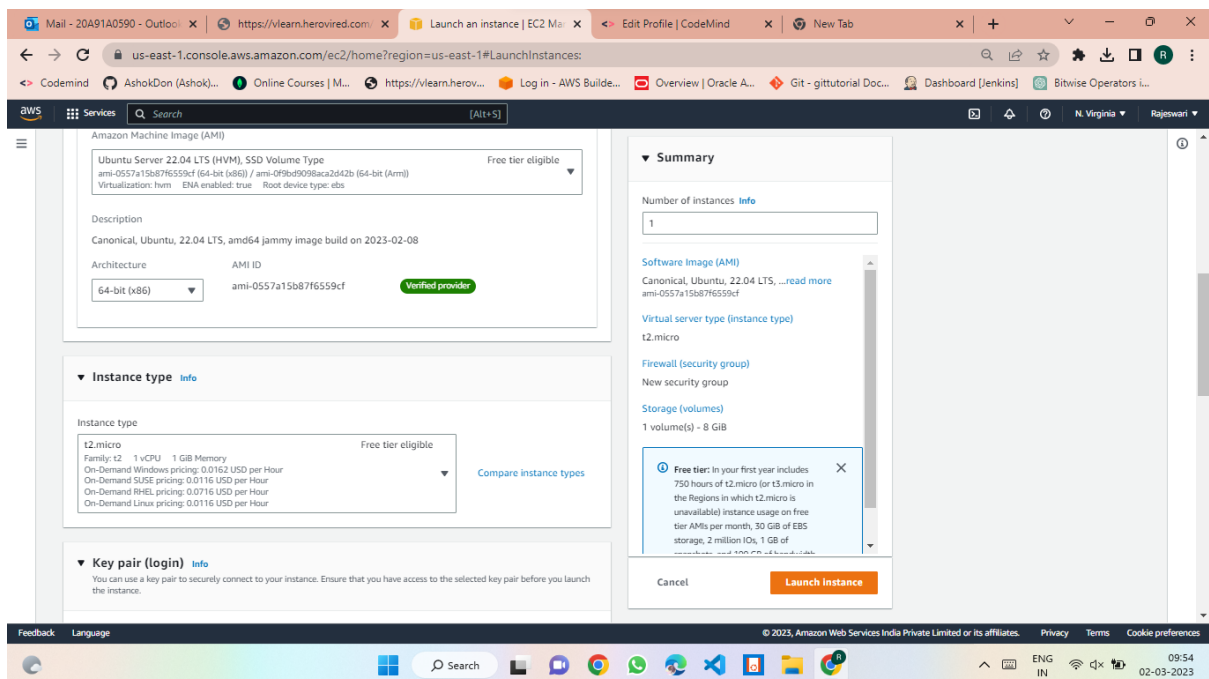 Mail - 20A91A0590 - Outloo
https://vlearn.herovired.com/
Launch an instance | EC2 Ma
Edit Profile | CodeMind
New Tab
us-east-1.console.aws.amazon.com/ec2/home?region=us-east-1#LaunchInstances:
R
Codemind
AshokDon (Ashok)...
Online Courses | M...
https://vlearn.herov...
Log in - AWS Builde...
Overview | Oracle A...
Git - gittutorial Doc...
Dashboard [Jenkins]
Bitwise Operators i...
aws
Services
Search
[Alt+S]
N. Virginia
Rajeswari
Amazon Machine Image (AMI)
Ubuntu Server 22.04 LTS (HVM), SSD Volume Type
Free tier eligible
ami-0557a15b87f6559cf (64-bit (x86)) / ami-0f9bd9098aca2d42b (64-bit (Arm))
Virtualization: hvm ENA enabled: true Root device type: ebs
Description
Canonical, Ubuntu, 22.04 LTS, amd64 jammy image build on 2023-02-08
Architecture
AMI ID
64-bit (x86)
ami-0557a15b87f6559cf
Verified provider
Instance type Info
Instance type
t2.micro
Free tier eligible
Family: t2 1 vCPU 1 GiB Memory
On-Demand Windows pricing: 0.0162 USD per Hour
On-Demand SUSE pricing: 0.0116 USD per Hour
On-Demand RHEL pricing: 0.0716 USD per Hour
On-Demand Linux pricing: 0.0116 USD per Hour
Compare instance types
Key pair (login) Info
You can use a key pair to securely connect to your instance. Ensure that you have access to the selected key pair before you launch
the instance.
Summary
Number of instances Info
1
Software Image (AMI)
Canonical, Ubuntu, 22.04 LTS, ...read more
ami-0557a15b87f6559cf
Virtual server type (instance type)
t2.micro
Firewall (security group)
New security group
Storage (volumes)
1 volume(s) - 8 GiB
Free tier: In your first year includes
750 hours of t2.micro (or t3.micro in
the Regions in which t2.micro is
unavailable) instance usage on free
tier AMIs per month, 30 GiB of EBS
storage, 2 million IOs, 1 GB of
snapshots, and 100 GB of bandwidth
Cancel
Launch instance
Feedback
Language
© 2023, Amazon Web Services India Private Limited or its affiliates.
Privacy
Terms
Cookie preferences
Search
ENG
IN
09:54
02-03-2023